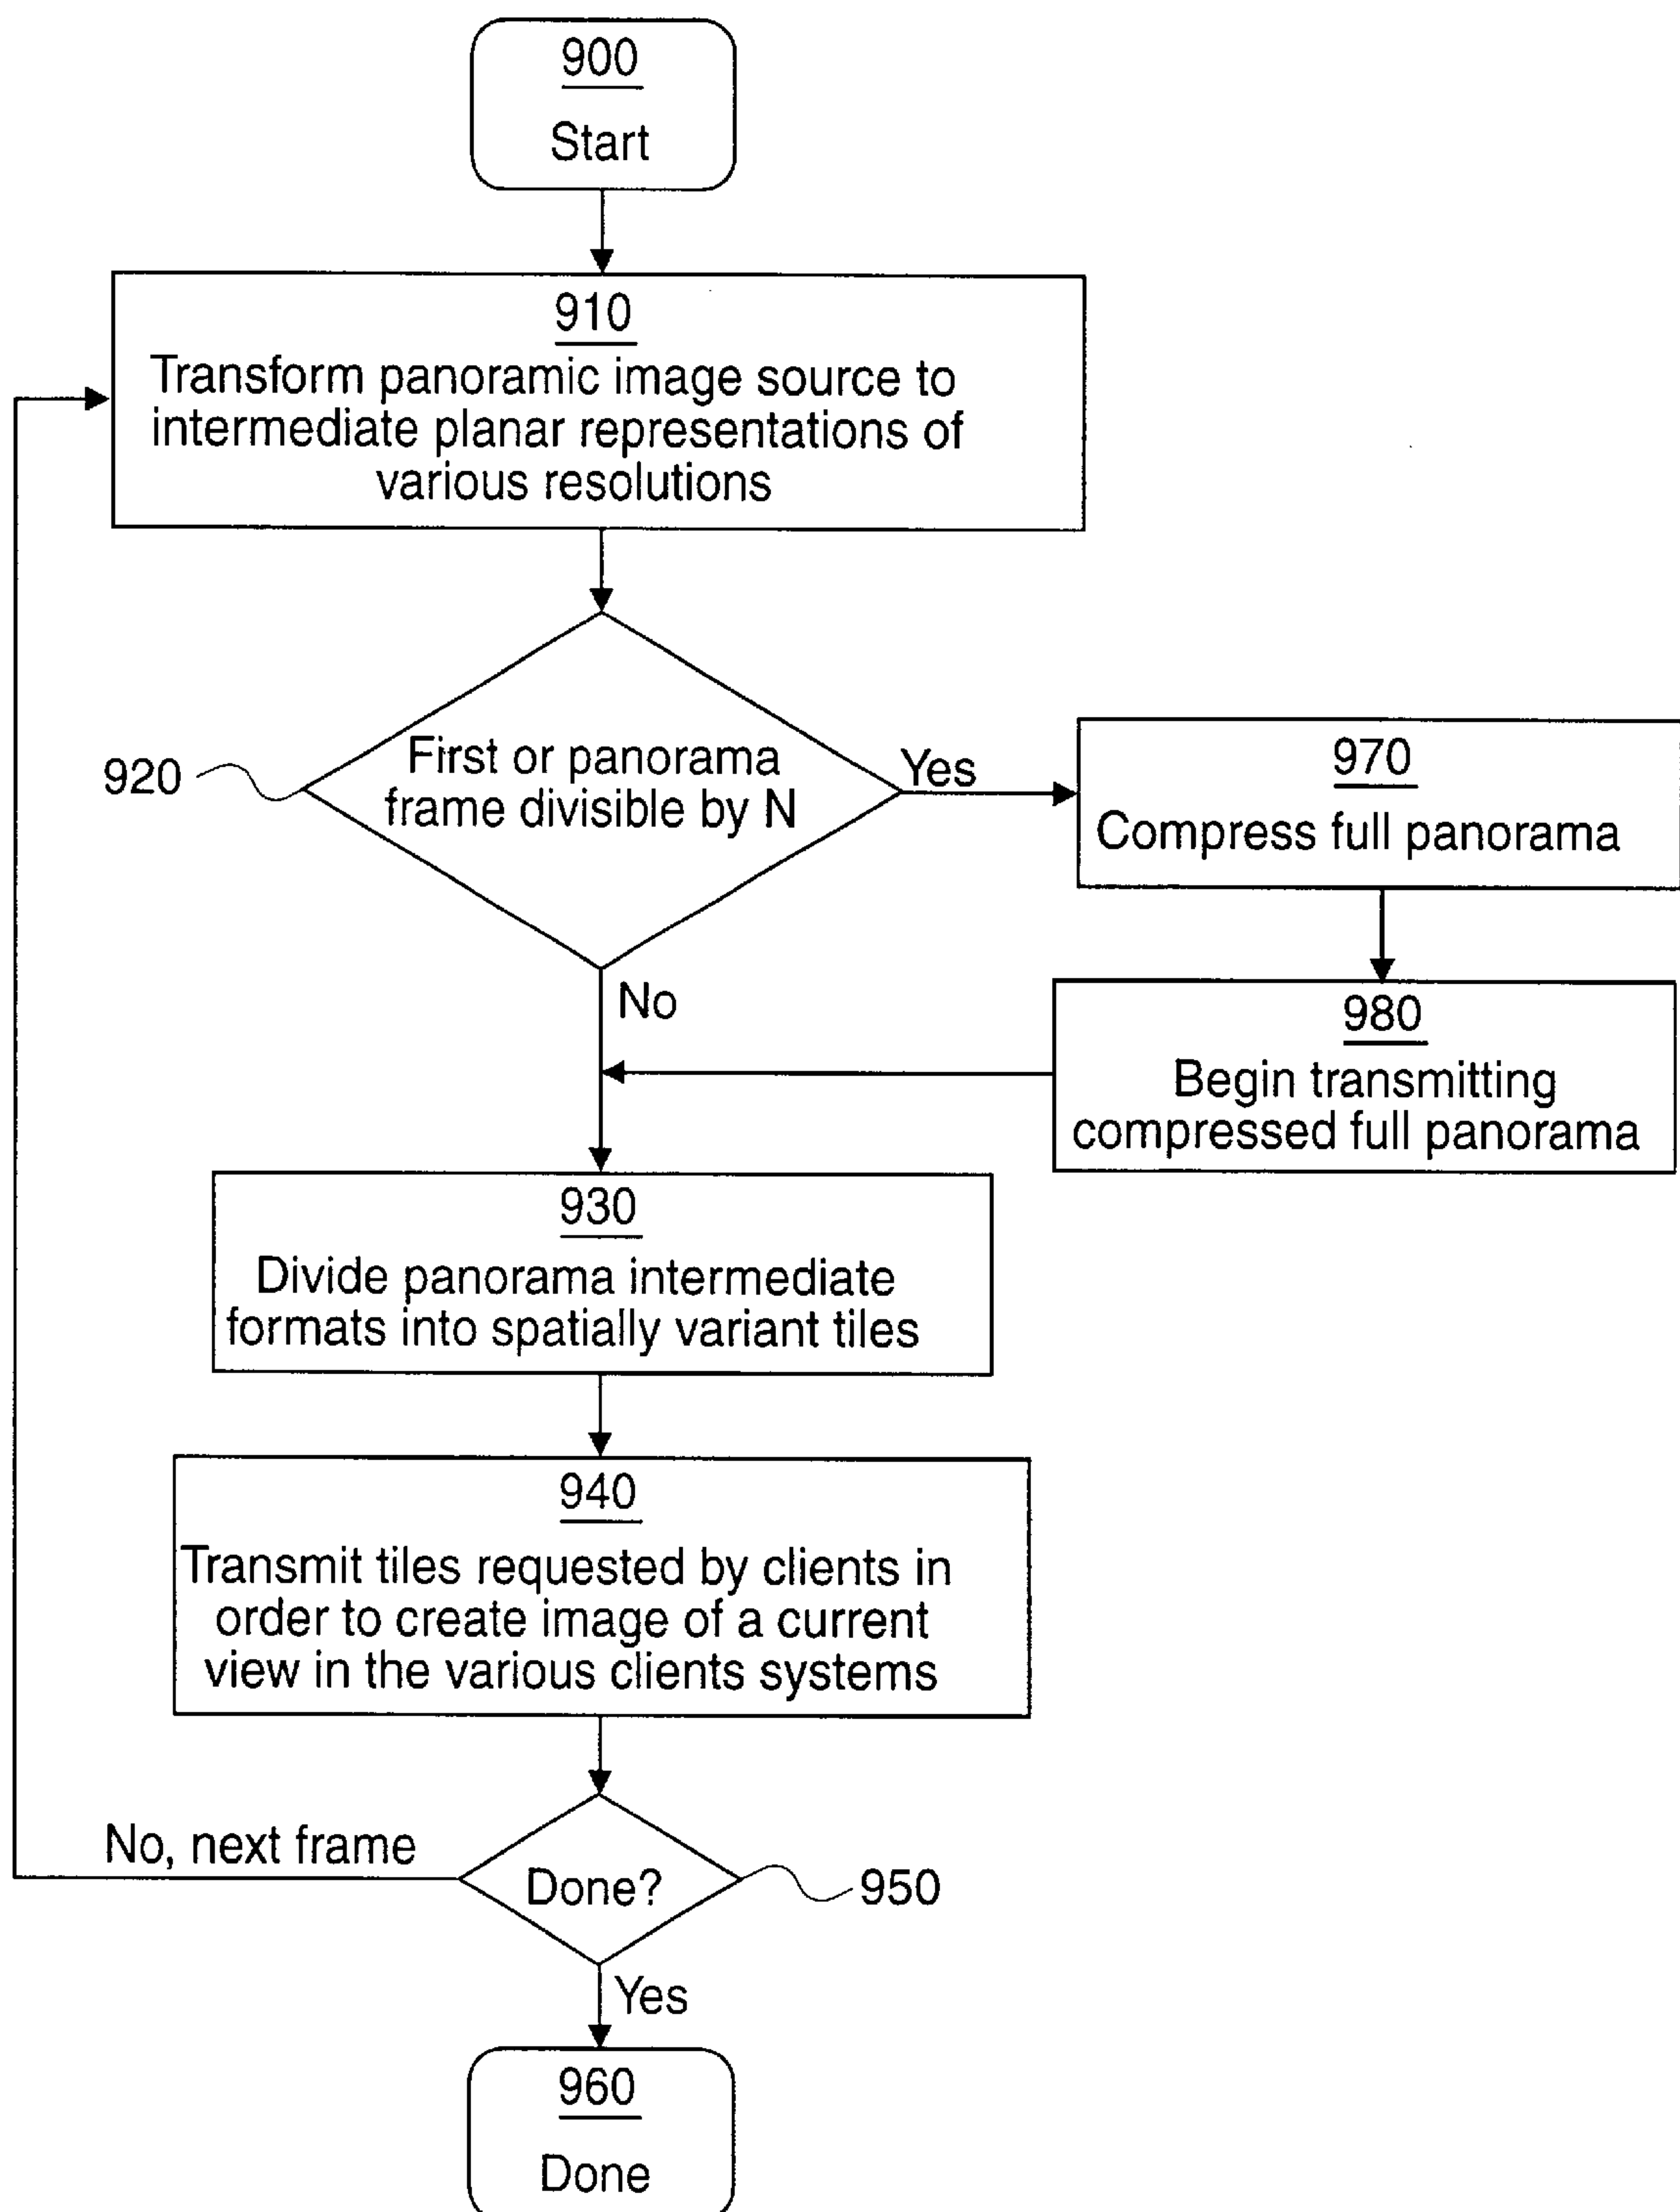 900
Start
910
Transform panoramic image source to
intermediate planar representations of
various resolutions
920
First or panorama
frame divisible by N
Yes
970
Compress full panorama
No
980
Begin transmitting
compressed full panorama
930
Divide panorama intermediate
formats into spatially variant tiles
940
Transmit tiles requested by clients in
order to create image of a current
view in the various clients systems
No, next frame
Done?
950
Yes
960
Done